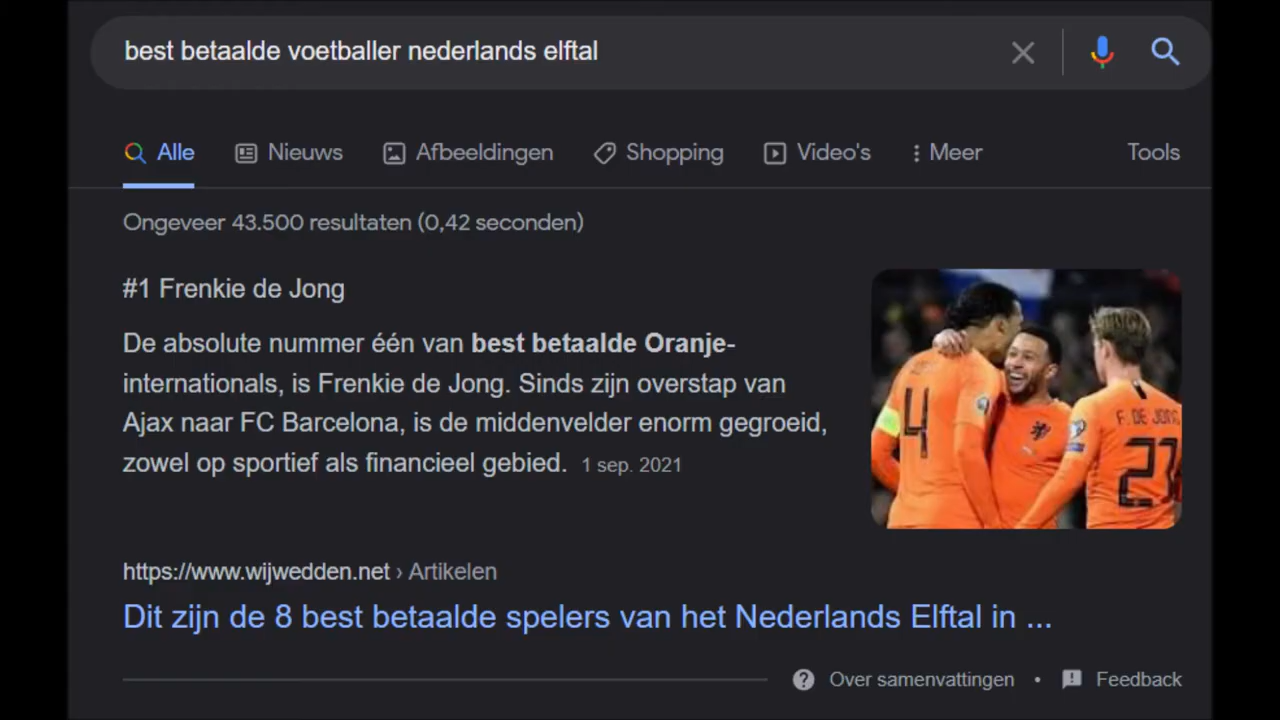 best betaalde voetballer nederlands elftal
Alle
Nieuws
Afbeeldingen
Shopping
Video's
Meer
Tools
Ongeveer 43.500 resultaten (0,42 seconden)
#1 Frenkie de Jong
De absolute nummer één van best betaalde Oranje-
internationals, is Frenkie de Jong. Sinds zijn overstap van
Ajax naar FC Barcelona, is de middenvelder enorm gegroeid,
zowel op sportief als financieel gebied. 1 sep. 2021
4
F. DE JONG
21
https://www.wijwedden.net › Artikelen
Dit zijn de 8 best betaalde spelers van het Nederlands Elftal in ...
Over samenvattingen • Feedback